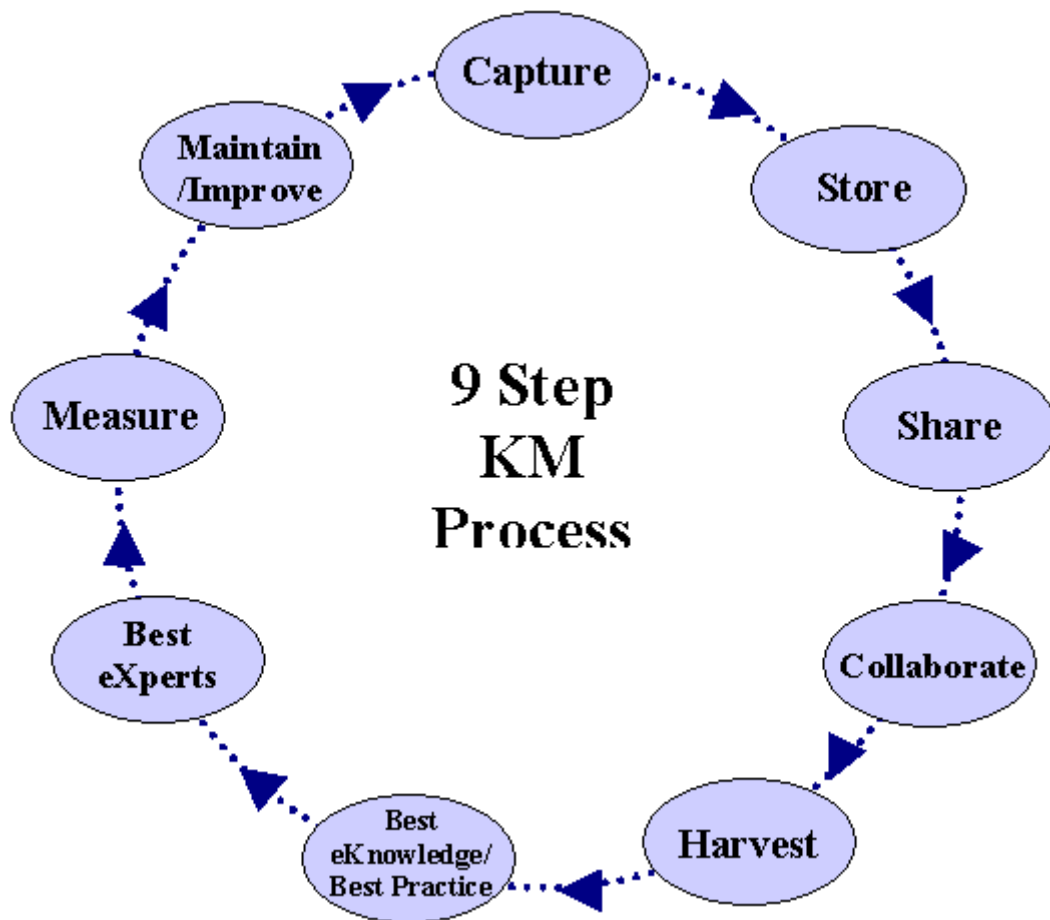 Capture
Store
Share
Collaborate
Harvest
Best
eKnowledge/
Best Practice
Best
eXperts
Measure
Maintain
/Improve
9 Step
KM
Process